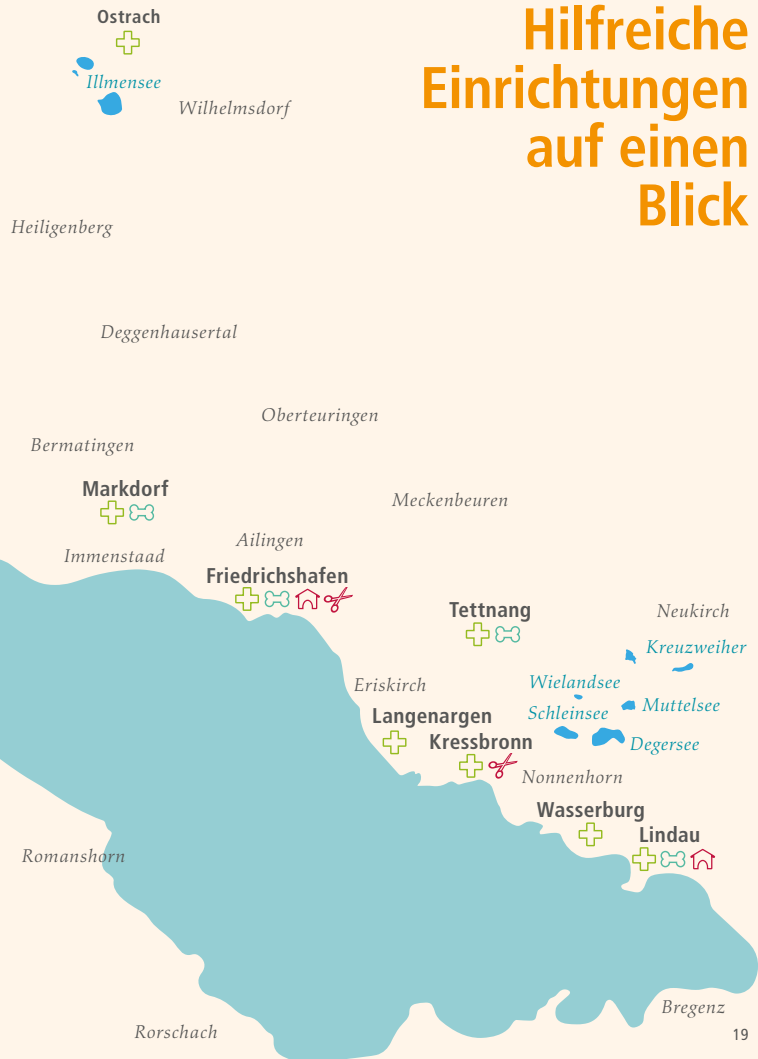 Hilfreiche
Einrichtungen
auf einen
Blick
Ostrach
Illmensee
Wilhelmsdorf
Heiligenberg
Deggenhausertal
Oberteuringen
Bermatingen
Markdorf
Meckenbeuren
Ailingen
Immenstaad
Friedrichshafen
Tettnang
Neukirch
Kreuzweiher
Eriskirch
Wielandsee
Muttelsee
Langenargen
Schleinsee
Kressbronn
Degersee
Nonnenhorn
Wasserburg
Lindau
Romanshorn
Bregenz
Rorschach
19